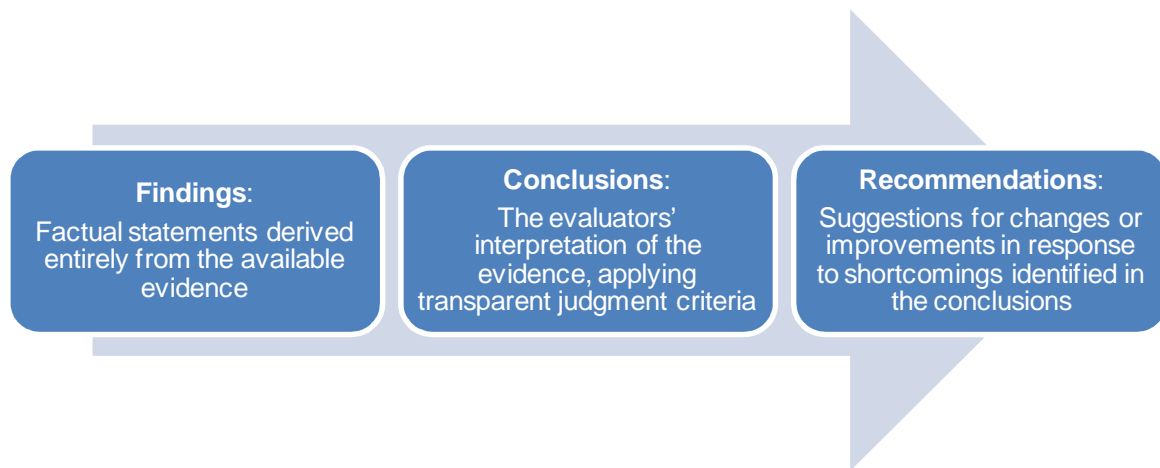 Findings:
Factual statements derived
entirely from the available
evidence
Conclusions:
The evaluators’
interpretation of the
evidence, applying
transparent judgment criteria
Recommendations:
Suggestions for changes or
improvements in response
to shortcomings identified in
the conclusions